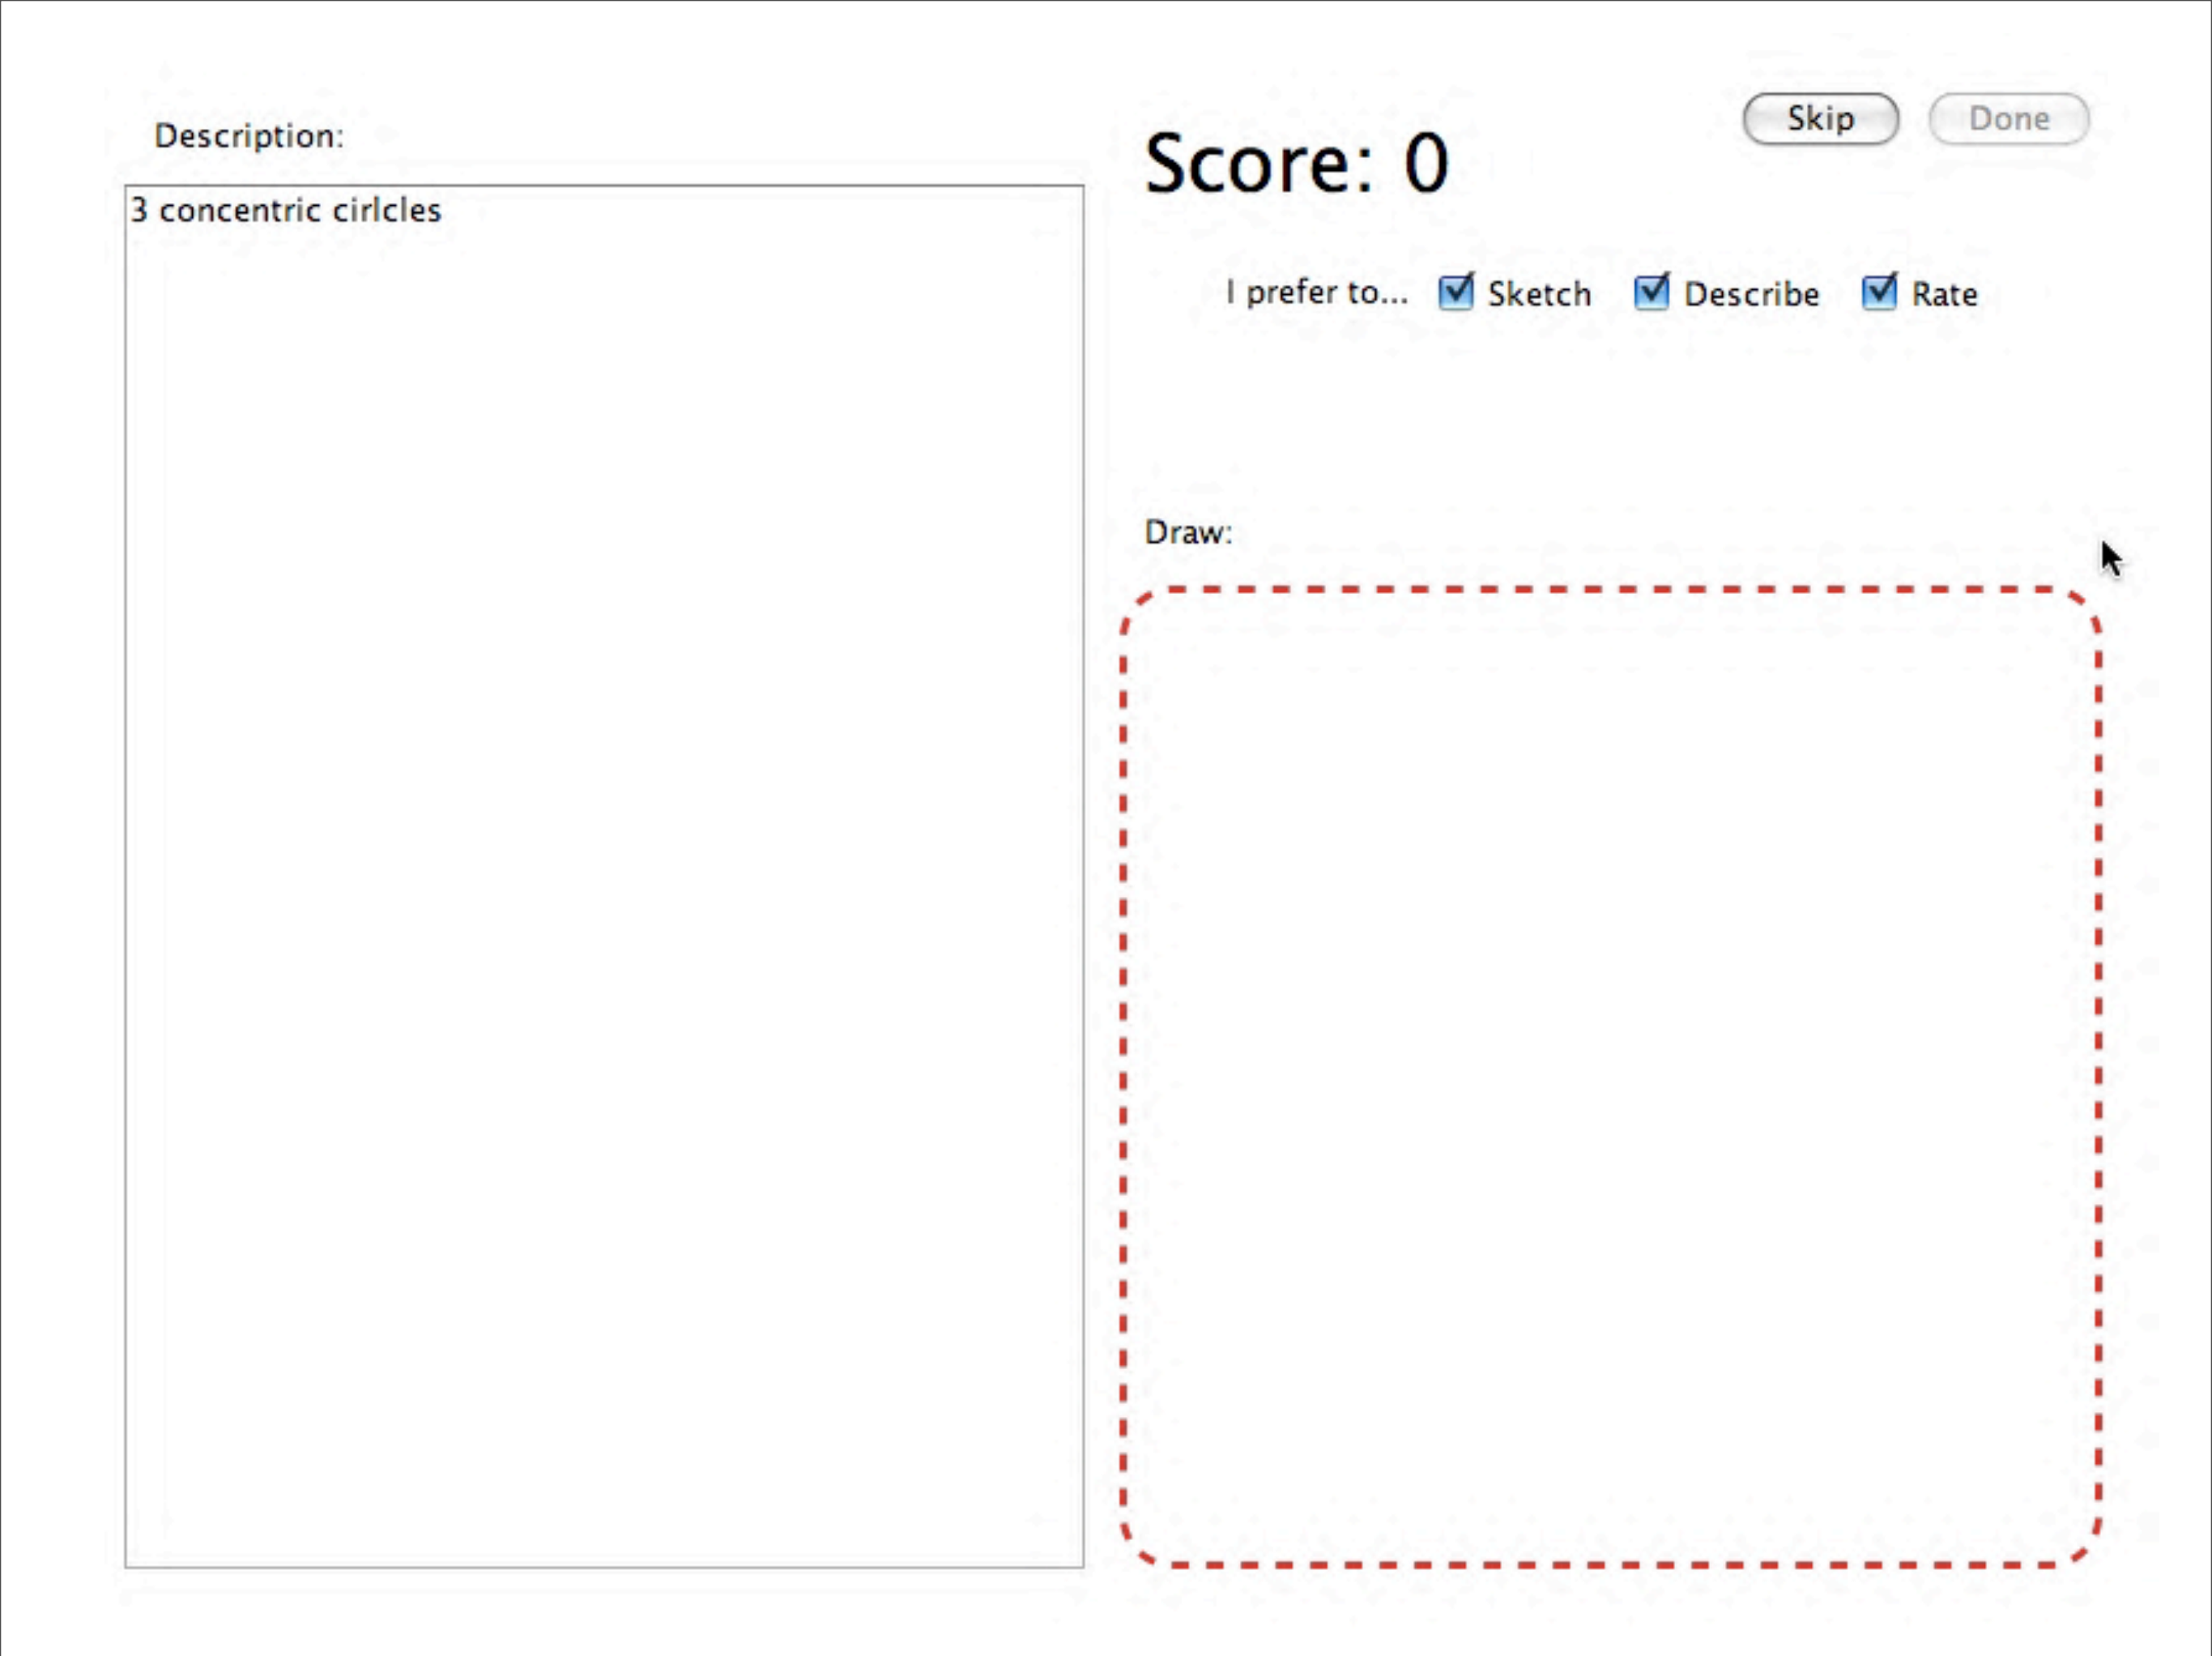 Description:
3 concentric cirlcles
Score: 0
Skip
Done
I prefer to... Sketch Describe Rate
Draw: